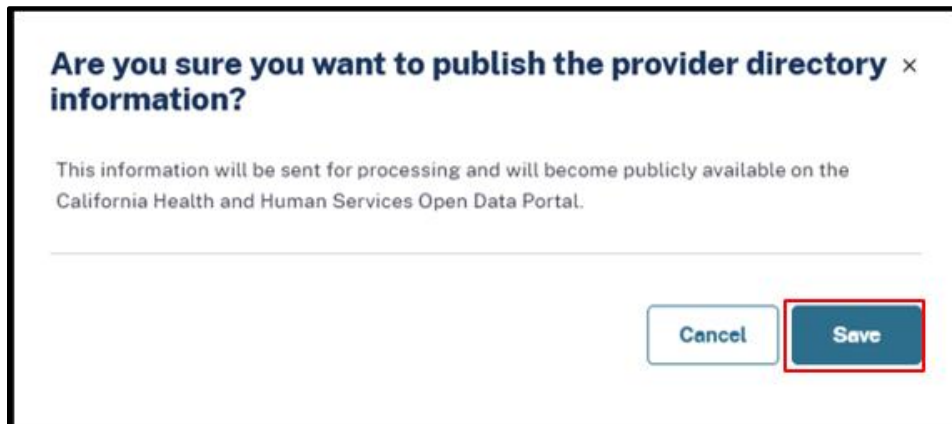 Are you sure you want to publish the provider directory ×
information?
This information will be sent for processing and will become publicly available on the
California Health and Human Services Open Data Portal.
Cancel Save